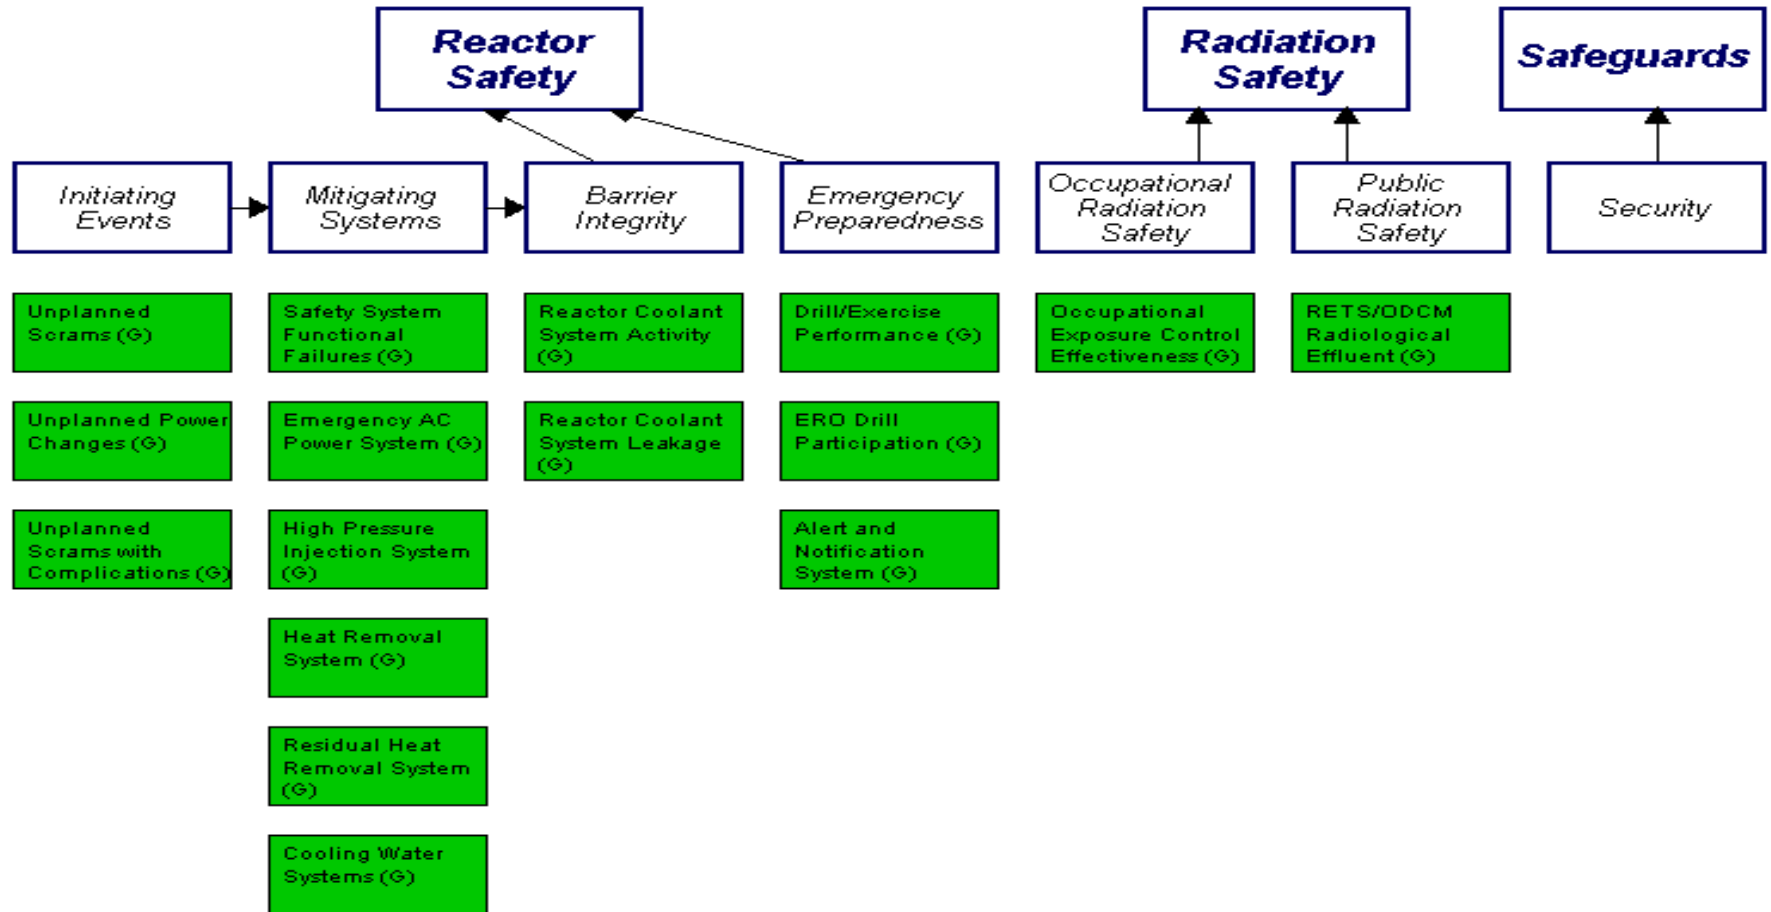 Reactor
Safety
Radiation
Safety
Safeguards
Initiating
Events
Mitigating
Systems
Barrier
Integrity
Emergency
Preparedness
Occupational
Radiation
Safety
Public
Radiation
Safety
Security
Unplanned
Scrams (G)
Safety System
Functional
Failures (G)
Reactor Coolant
System Activity
(G)
Drill/Exercise
Performance (G)
Occupational
Exposure Control
Effectiveness (G)
RETS/ODCM
Radiological
Effluent (G)
Unplanned Power
Changes (G)
Emergency AC
Power System (G)
Reactor Coolant
System Leakage
(G)
ERO Drill
Participation (G)
Unplanned
Scrams with
Complications (G)
High Pressure
Injection System
(G)
Alert and
Notification
System (G)
Heat Removal
System (G)
Residual Heat
Removal System
(G)
Cooling Water
Systems (G)